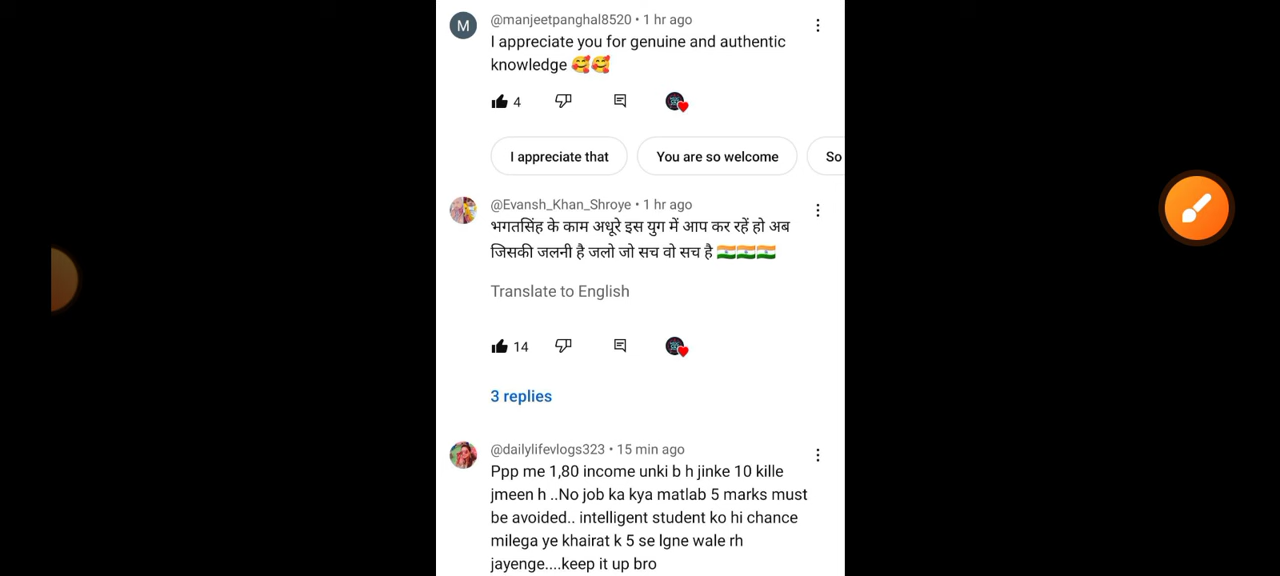 M
@manjeetpanghal8520 • 1 hr ago
I appreciate you for genuine and authentic
knowledge 🥰🥰
4
I appreciate that
You are so welcome
So
@Evansh_Khan_Shroye • 1 hr ago
भगतसिंह के काम अधूरे इस युग में आप कर रहें हो अब
जिसकी जलनी है जलो जो सच वो सच है 🇮🇳🇮🇳🇮🇳
Translate to English
14
3 replies
@dailylifevlogs323 • 15 min ago
Ppp me 1,80 income unki b h jinke 10 kille
jmeen h ..No job ka kya matlab 5 marks must
be avoided.. intelligent student ko hi chance
milega ye khairat k 5 se lgne wale rh
jayenge....keep it up bro